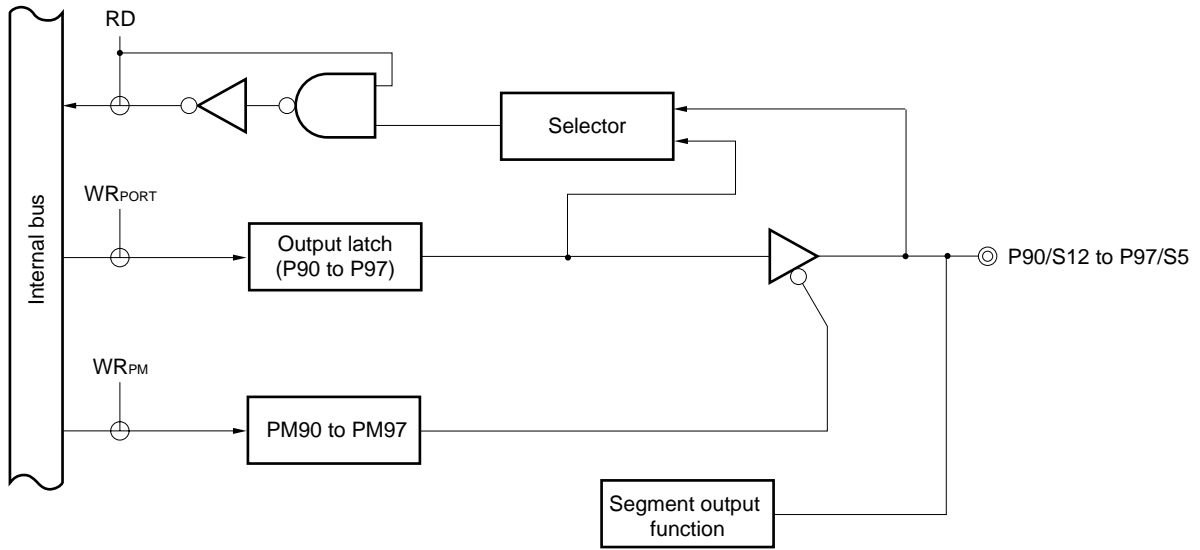 RD
Internal bus
Selector
WRPORT
Output latch
(P90 to P97)
P90/S12 to P97/S5
WRPM
PM90 to PM97
Segment output
function